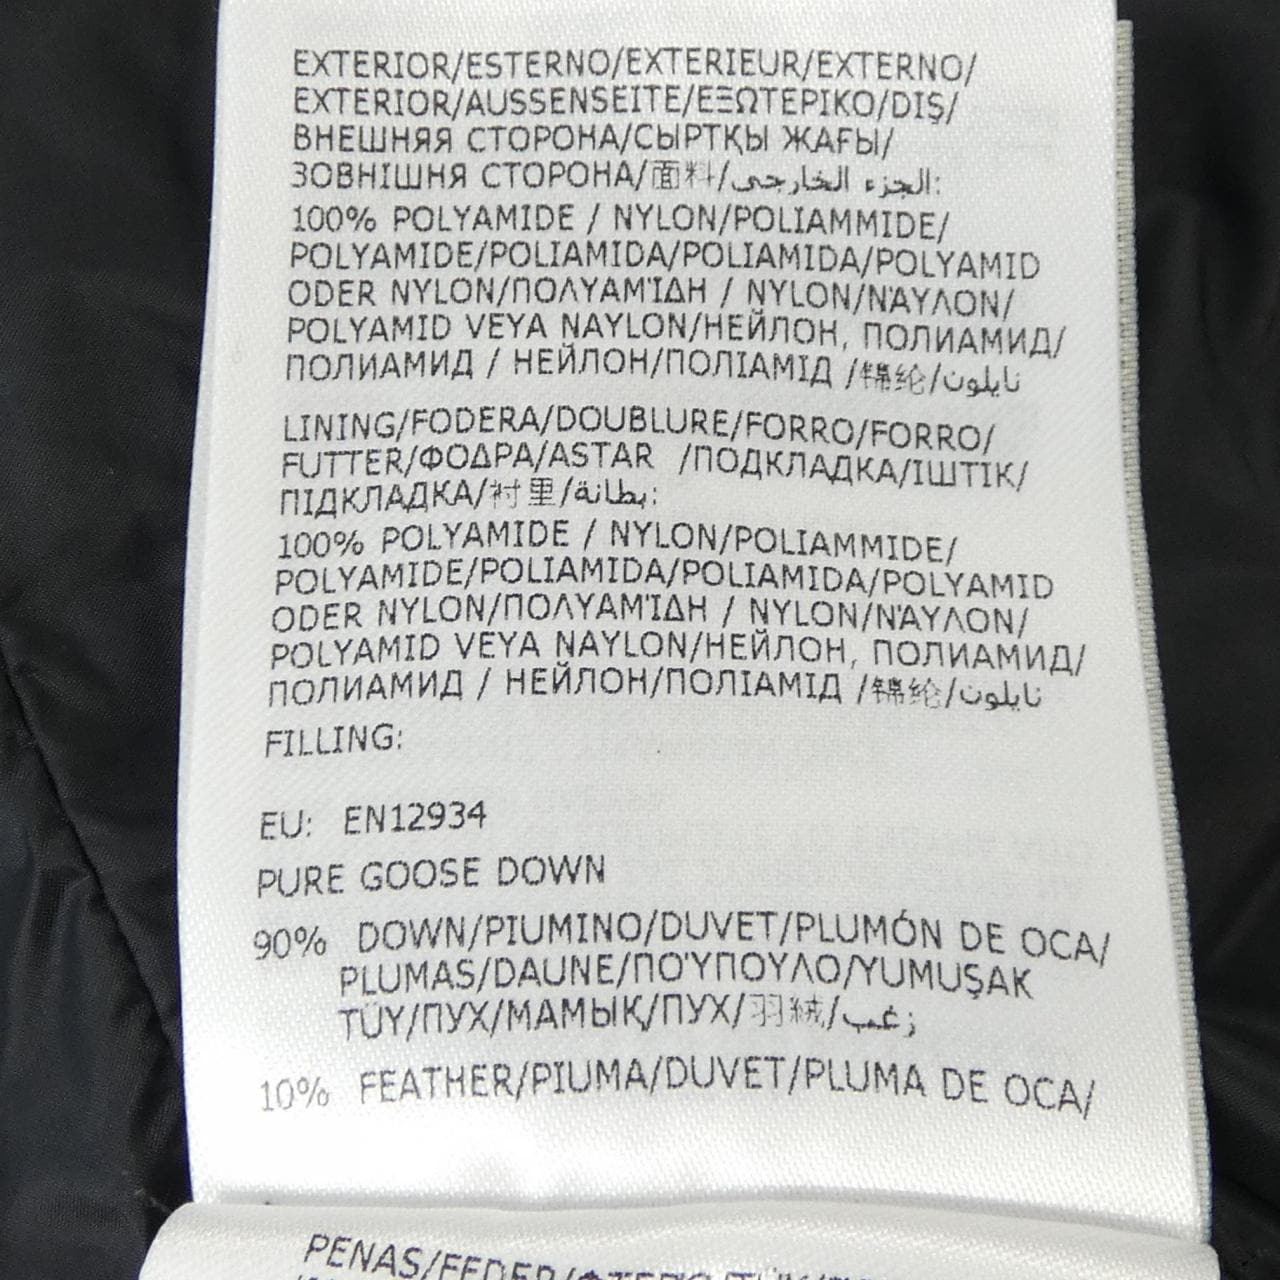 EXTERIOR/ESTERNO/EXTERIEUR/EXTERNO/
EXTERIOR/AUSSENSEITE/ΕΞΩΤΕΡΙΚΟ/DIŞ/
ВНЕШНЯЯ СТОРОНА/СЫРТҚЫ ЖАҒЫ/
ЗОВНІШНЯ СТОРОНА/面料/الجزء الخارجي:
100% POLYAMIDE / NYLON/POLIAMMIDE/
POLYAMIDE/POLIAMIDA/POLIAMIDA/POLYAMID
ODER NYLON/ΠΟΛΥΑΜΊΔΗ / NYLON/ΝΆΥΛΟΝ/
POLYAMID VEYA NAYLON/НЕЙЛОН, ПОЛИАМИД/
ПОЛИАМИД / НЕЙЛОН/ПОЛІАМІД /锦纶/نايلون
LINING/FODERA/DOUBLURE/FORRO/FORRO/
FUTTER/ΦΟΔΡΑ/ASTAR /ПОДКЛАДКА/ІШТІК/
ПІДКЛАДКА/衬里/بطانة:
100% POLYAMIDE / NYLON/POLIAMMIDE/
POLYAMIDE/POLIAMIDA/POLIAMIDA/POLYAMID
ODER NYLON/ΠΟΛΥΑΜΊΔΗ / NYLON/ΝΆΥΛΟΝ/
POLYAMID VEYA NAYLON/НЕЙЛОН, ПОЛИАМИД/
ПОЛИАМИД / НЕЙЛОН/ПОЛІАМІД /锦纶/نايلون
FILLING:
EU: EN12934
PURE GOOSE DOWN
90% DOWN/PIUMINO/DUVET/PLUMÓN DE OCA/
PLUMAS/DAUNE/ΠΟΎΠΟΥΛΟ/YUMUŞAK
TÜY/ПУХ/МАМЫҚ/ПУХ/羽绒/زغب
10% FEATHER/PIUMA/DUVET/PLUMA DE OCA/
PENAS/FEDER/